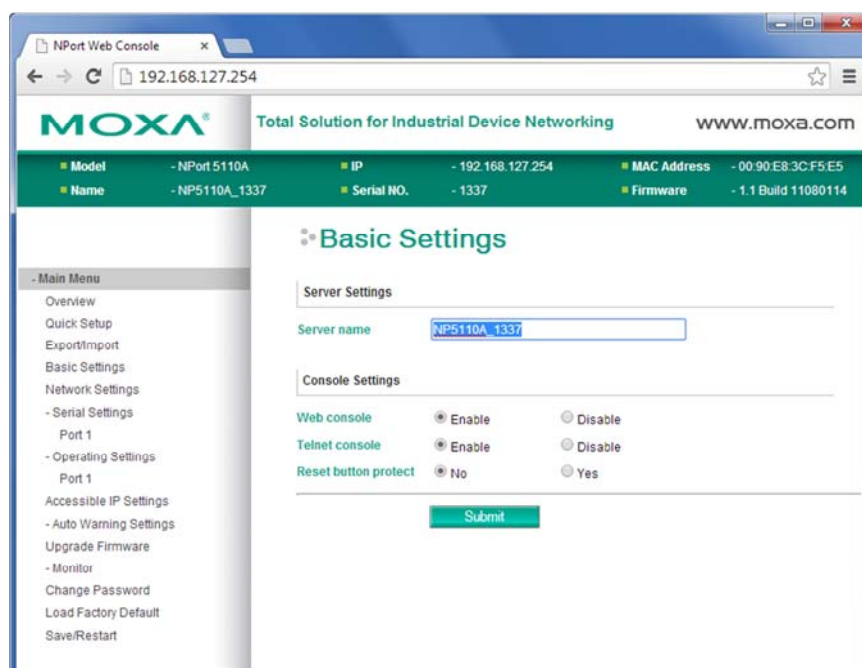 NPort Web Console
192.168.127.254
MOXA® Total Solution for Industrial Device Networking www.moxa.com
Model - NPort 5110A IP - 192.168.127.254 MAC Address - 00:90:E8:3C:F5:E5
Name - NP5110A_1337 Serial NO. - 1337 Firmware - 1.1 Build 11080114
- Main Menu
Overview
Quick Setup
Export/Import
Basic Settings
Network Settings
- Serial Settings
Port 1
- Operating Settings
Port 1
Accessible IP Settings
- Auto Warning Settings
Upgrade Firmware
- Monitor
Change Password
Load Factory Default
Save/Restart
Basic Settings
Server Settings
Server name NP5110A_1337
Console Settings
Web console Enable Disable
Telnet console Enable Disable
Reset button protect No Yes
Submit